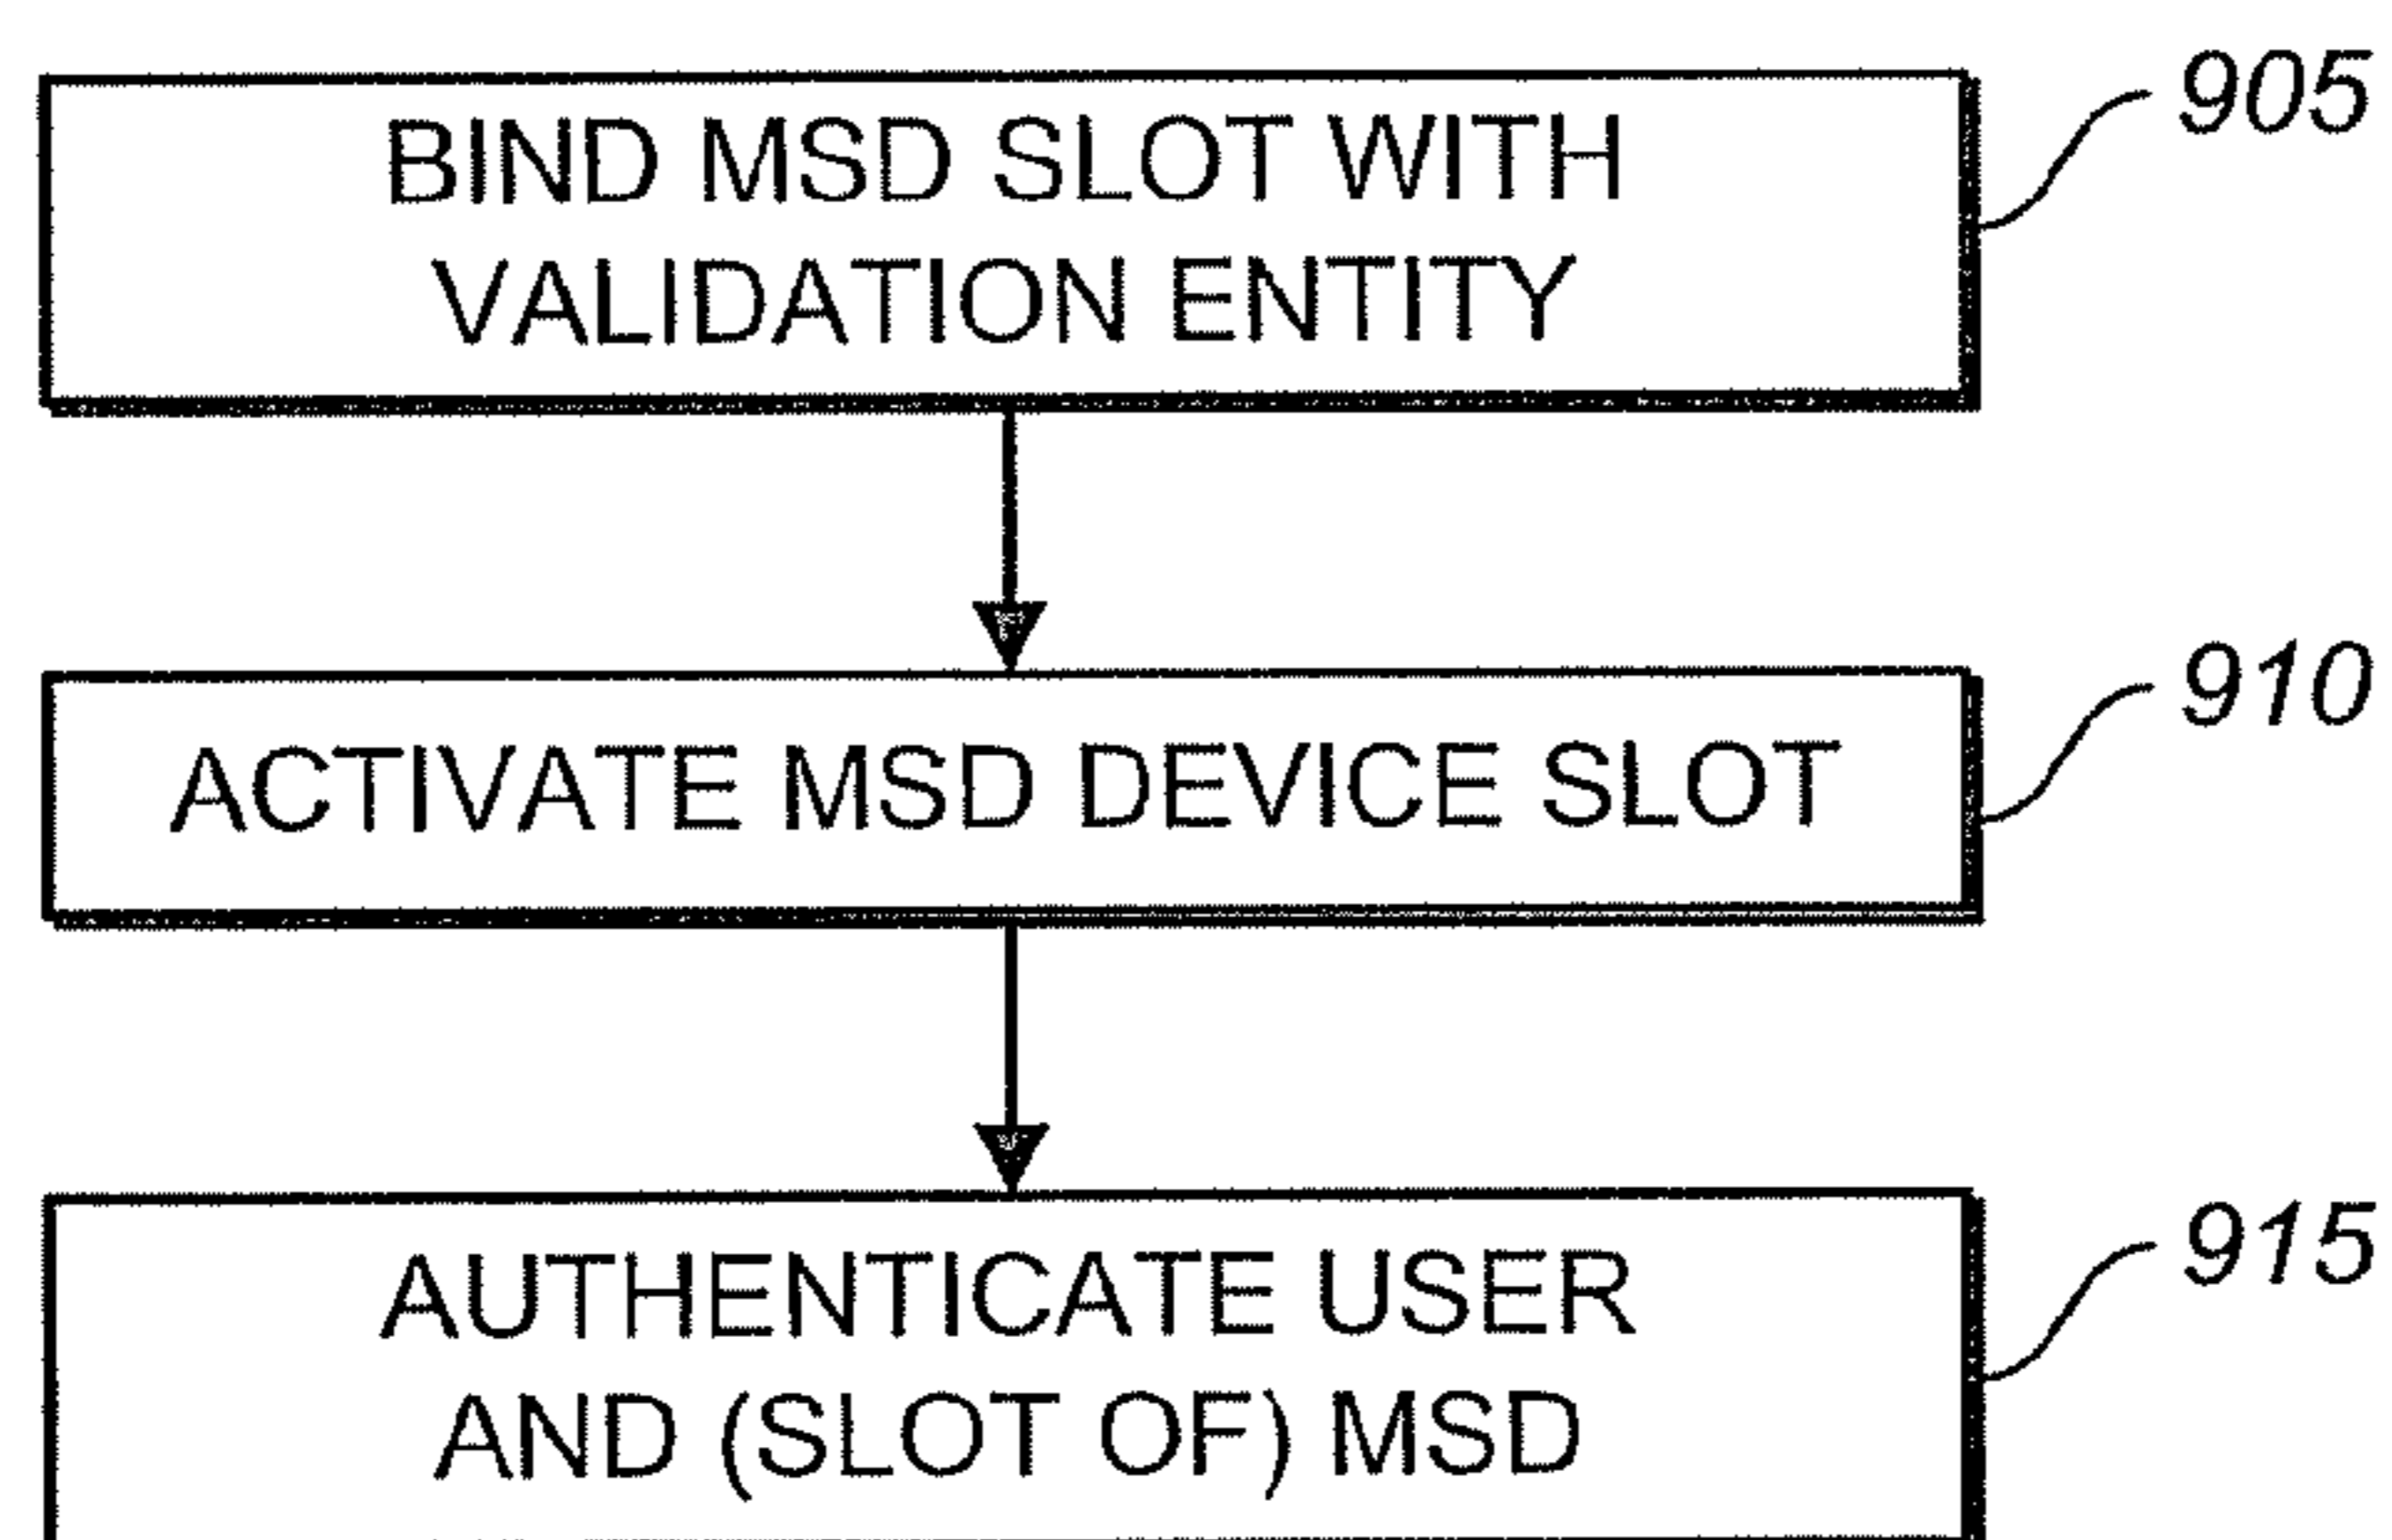 BIND MSD SLOT WITH
VALIDATION ENTITY
905
ACTIVATE MSD DEVICE SLOT
910
AUTHENTICATE USER
AND (SLOT OF) MSD
915